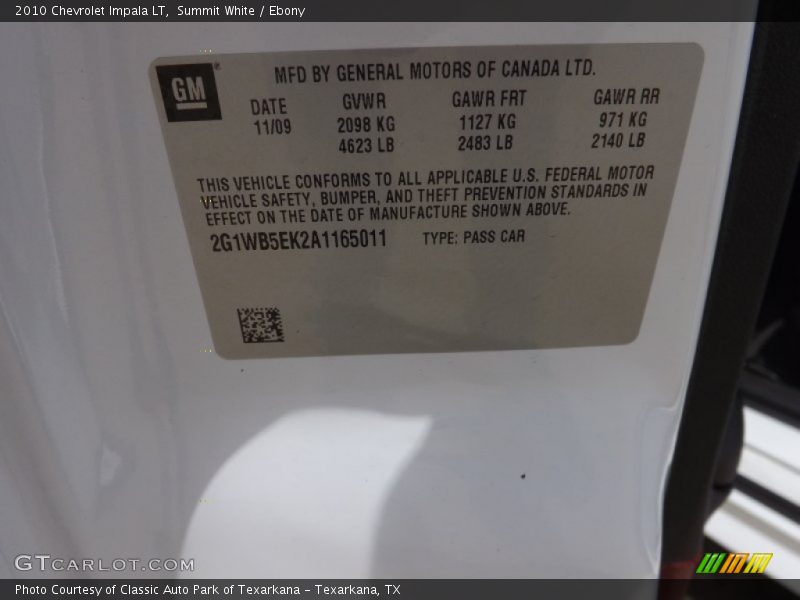 2010 Chevrolet Impala LT, Summit White / Ebony
GM
MFD BY GENERAL MOTORS OF CANADA LTD.
DATE GVWR GAWR FRT GAWR RR
11/09 2098 KG 1127 KG 971 KG
4623 LB 2483 LB 2140 LB
THIS VEHICLE CONFORMS TO ALL APPLICABLE U.S. FEDERAL MOTOR
VEHICLE SAFETY, BUMPER, AND THEFT PREVENTION STANDARDS IN
EFFECT ON THE DATE OF MANUFACTURE SHOWN ABOVE.
2G1WB5EK2A1165011 TYPE: PASS CAR
GTCARLOT.COM
Photo Courtesy of Classic Auto Park of Texarkana - Texarkana, TX